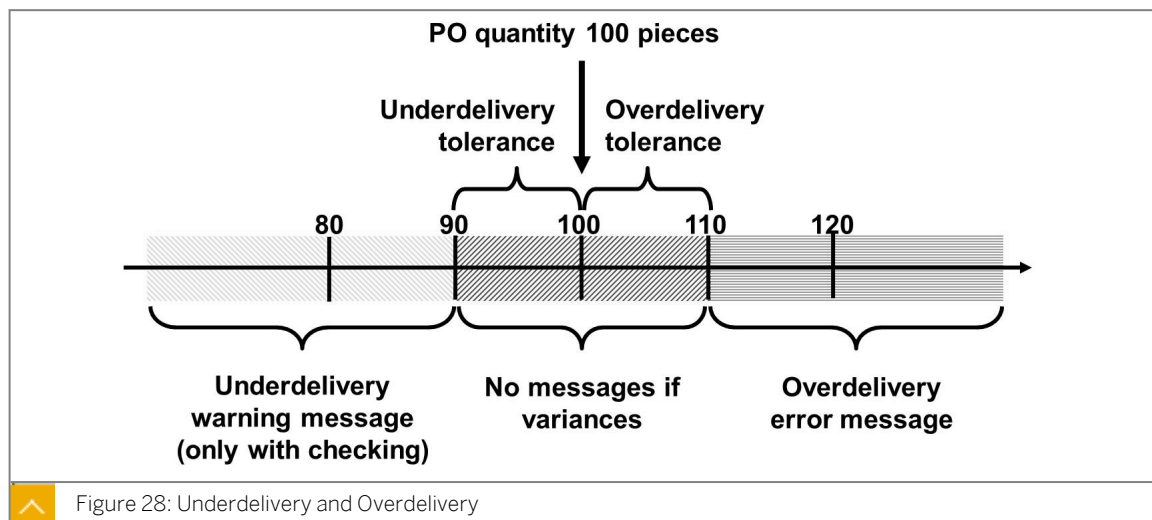 PO quantity 100 pieces
Underdelivery
tolerance
Overdelivery
tolerance
80
90
100
110
120
Underdelivery
warning message
(only with checking)
No messages if
variances
Overdelivery
error message
Figure 28: Underdelivery and Overdelivery